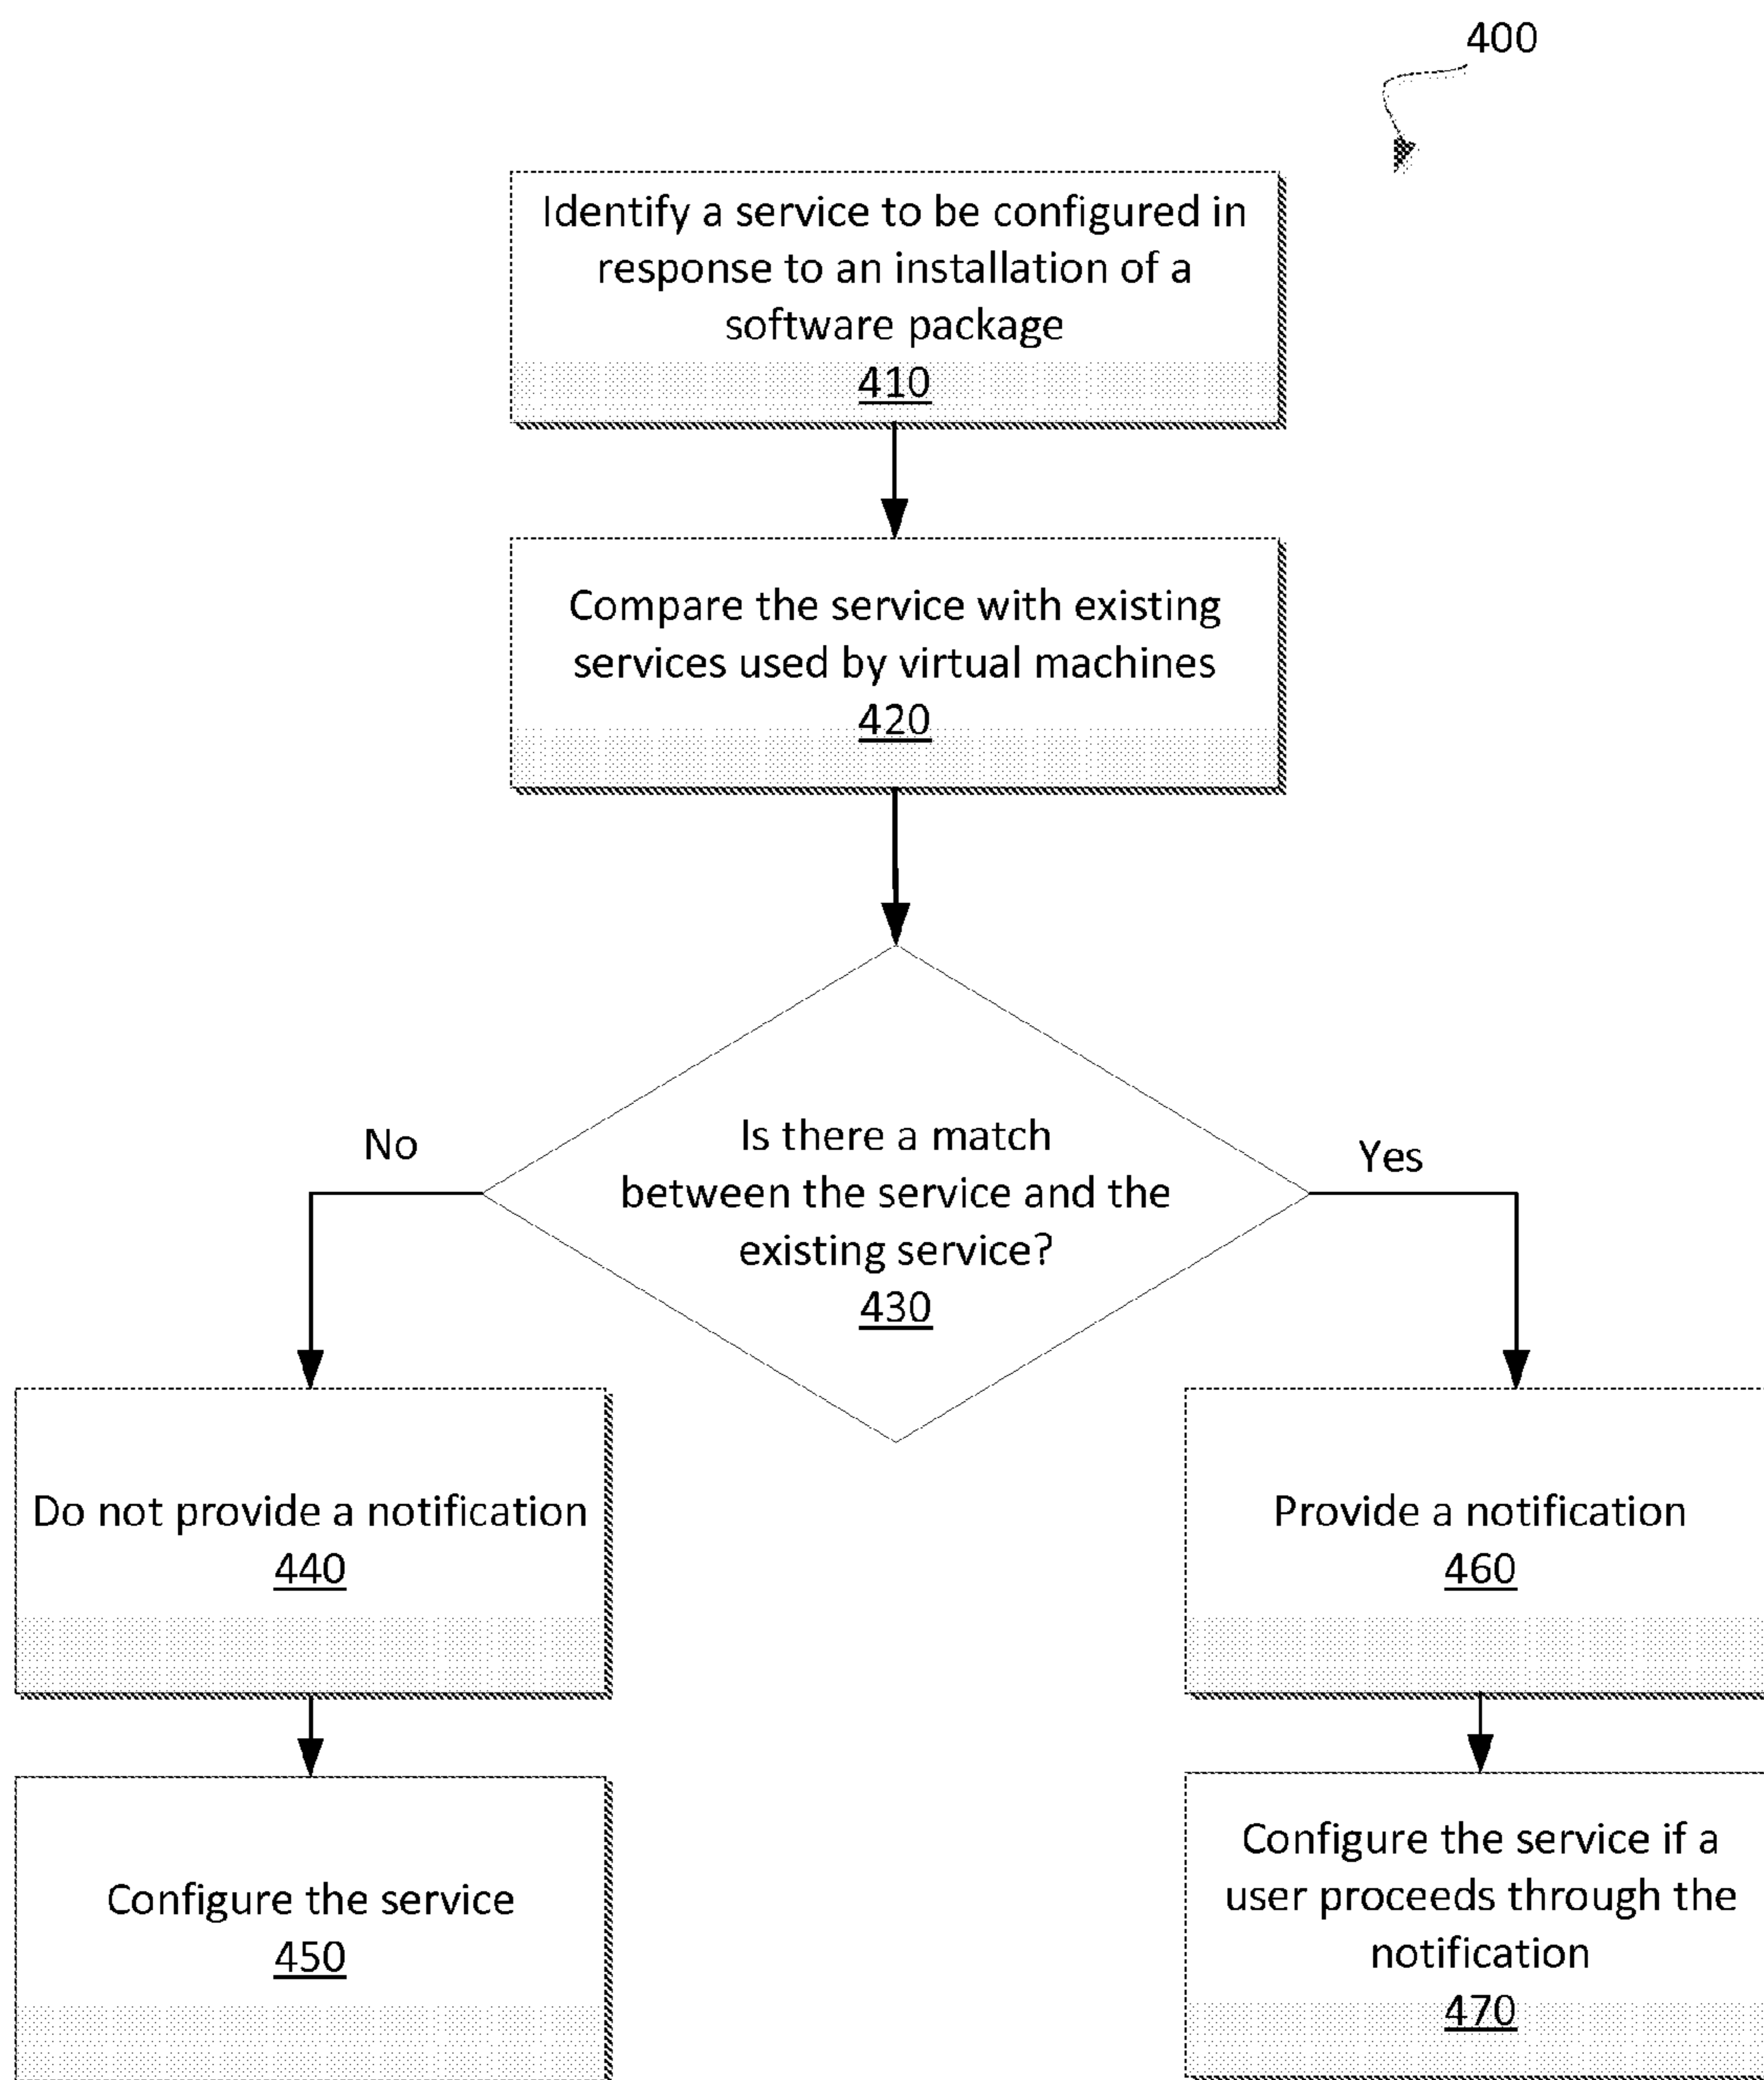 400
Identify a service to be configured in
response to an installation of a
software package
410
Compare the service with existing
services used by virtual machines
420
Is there a match
between the service and the
existing service?
430
No
Yes
Do not provide a notification
440
Provide a notification
460
Configure the service
450
Configure the service if a
user proceeds through the
notification
470